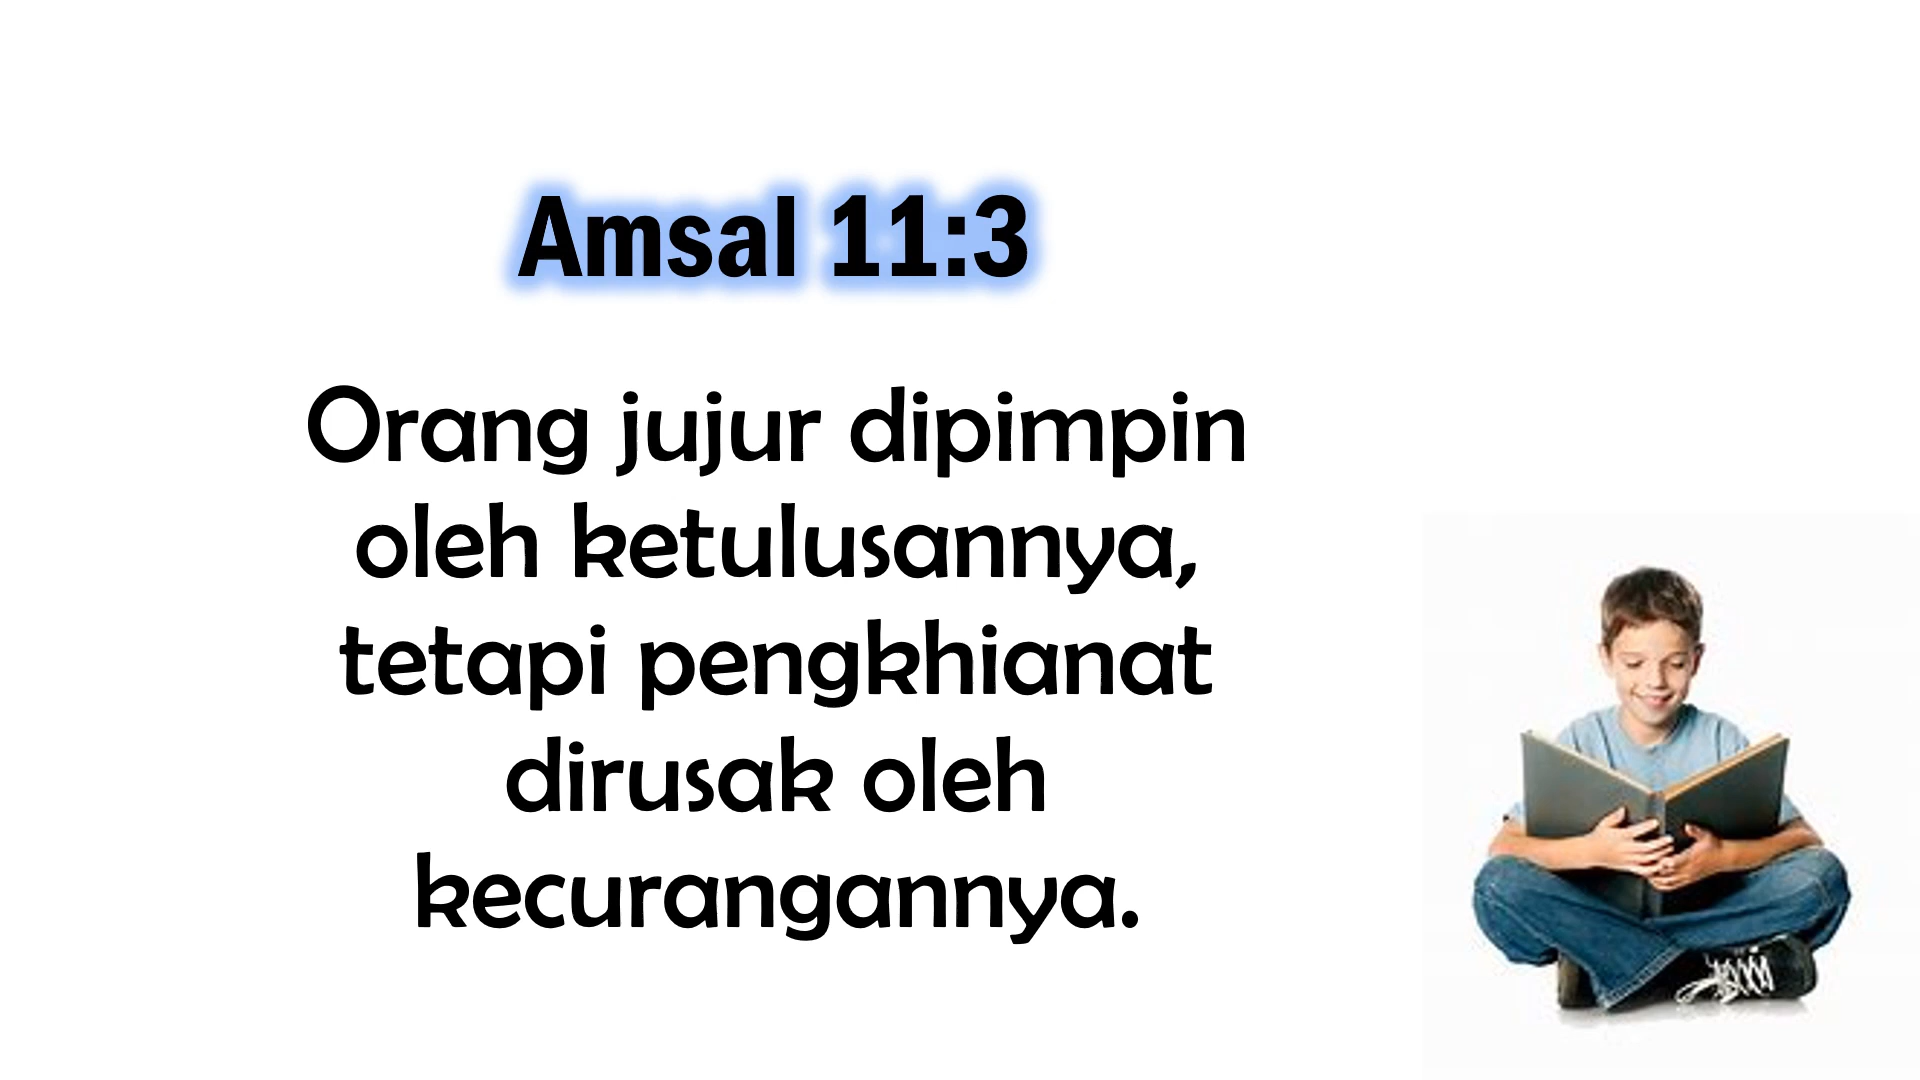 Amsal 11:3
Orang jujur dipimpin
oleh ketulusannya,
tetapi pengkhianat
dirusak oleh
kecurangannya.